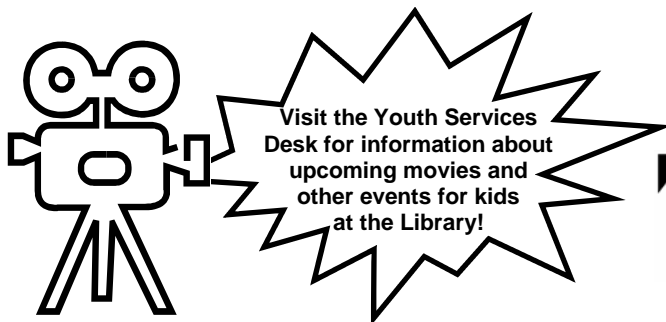 Visit the Youth Services
Desk for information about
upcoming movies and
other events for kids
at the Library!